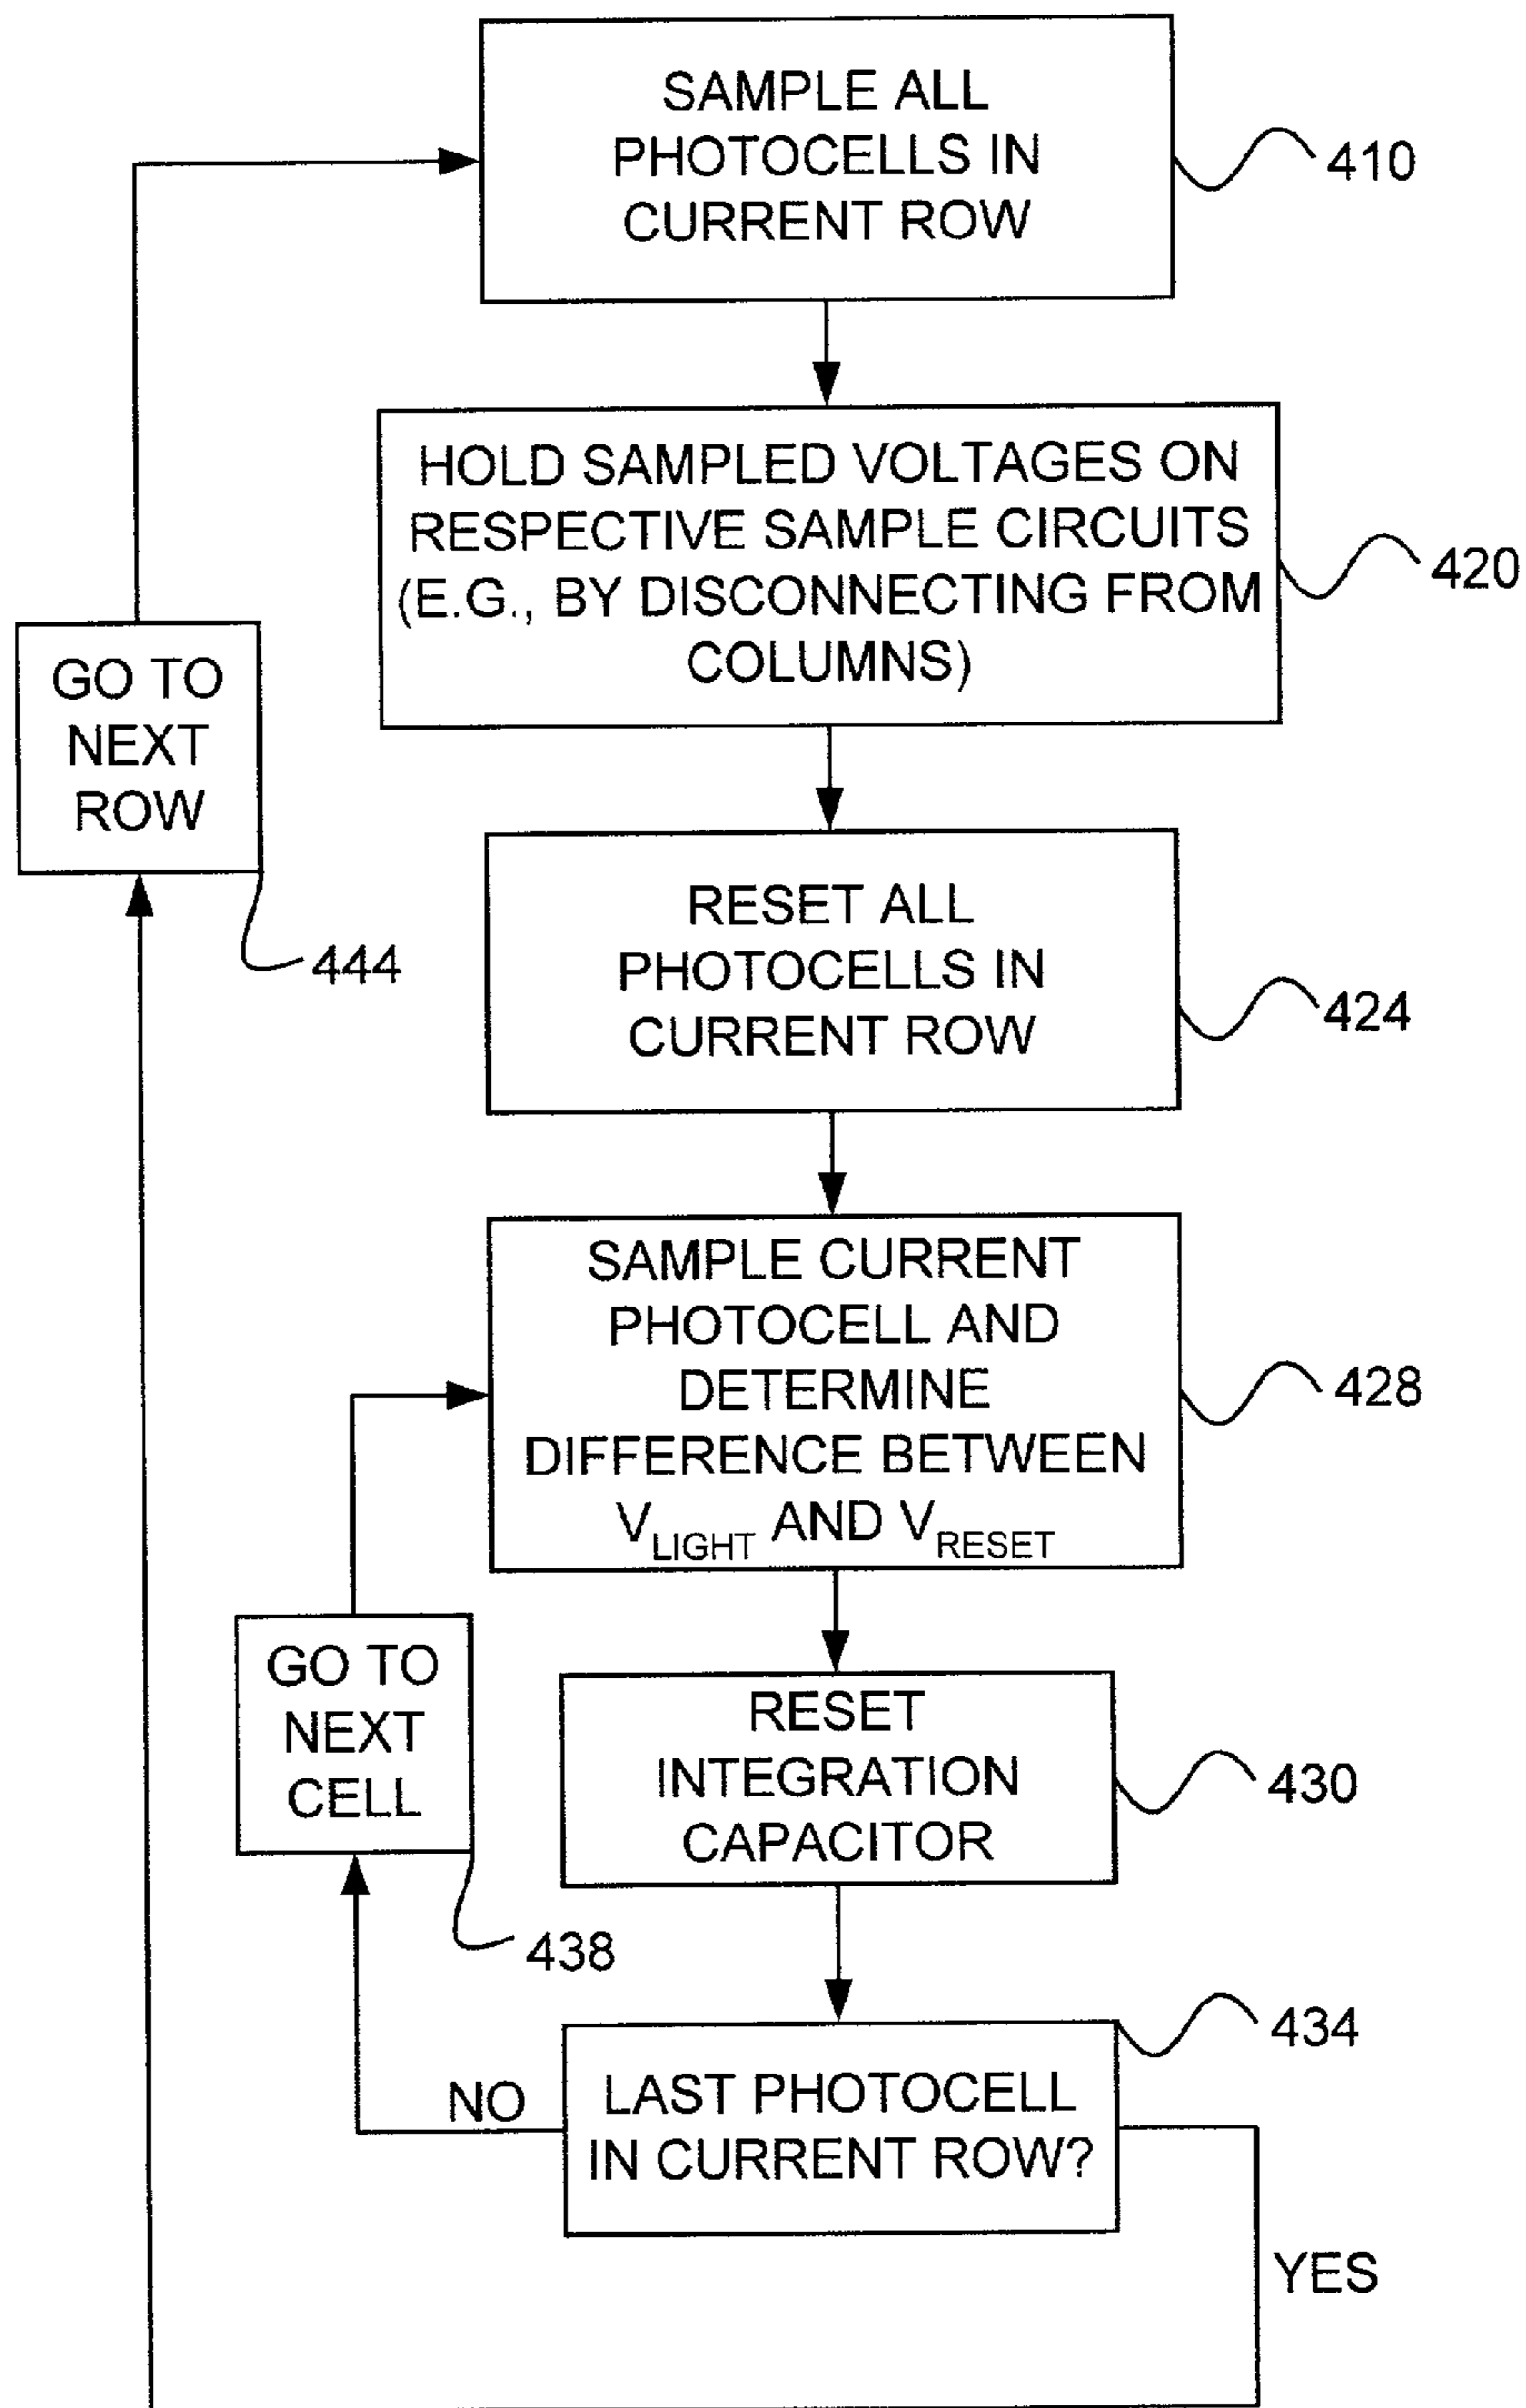 SAMPLE ALL
PHOTOCELLS IN
CURRENT ROW
410
HOLD SAMPLED VOLTAGES ON
RESPECTIVE SAMPLE CIRCUITS
(E.G., BY DISCONNECTING FROM
COLUMNS)
420
GO TO
NEXT
ROW
444
RESET ALL
PHOTOCELLS IN
CURRENT ROW
424
SAMPLE CURRENT
PHOTOCELL AND
DETERMINE
DIFFERENCE BETWEEN
V_LIGHT AND V_RESET
428
GO TO
NEXT
CELL
438
RESET
INTEGRATION
CAPACITOR
430
434
LAST PHOTOCELL
IN CURRENT ROW?
NO
YES